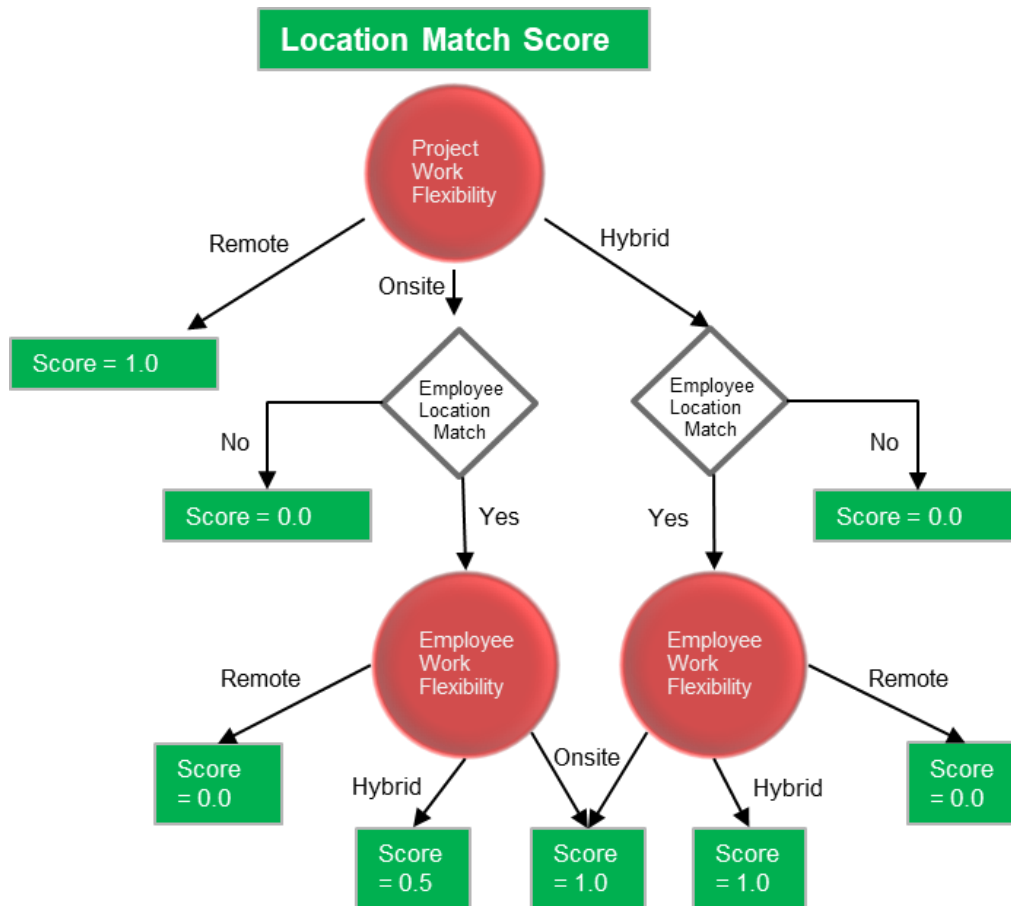 Location Match Score
Project
Work
Flexibility
Remote
Hybrid
Onsite
Score = 1.0
Employee
Location
Match
Employee
Location
Match
No
No
Score = 0.0
Yes
Yes
Score = 0.0
Employee
Work
Flexibility
Employee
Work
Flexibility
Remote
Remote
Onsite
Score
= 0.0
Hybrid
Hybrid
Score
= 0.0
Score
= 0.5
Score
= 1.0
Score
= 1.0